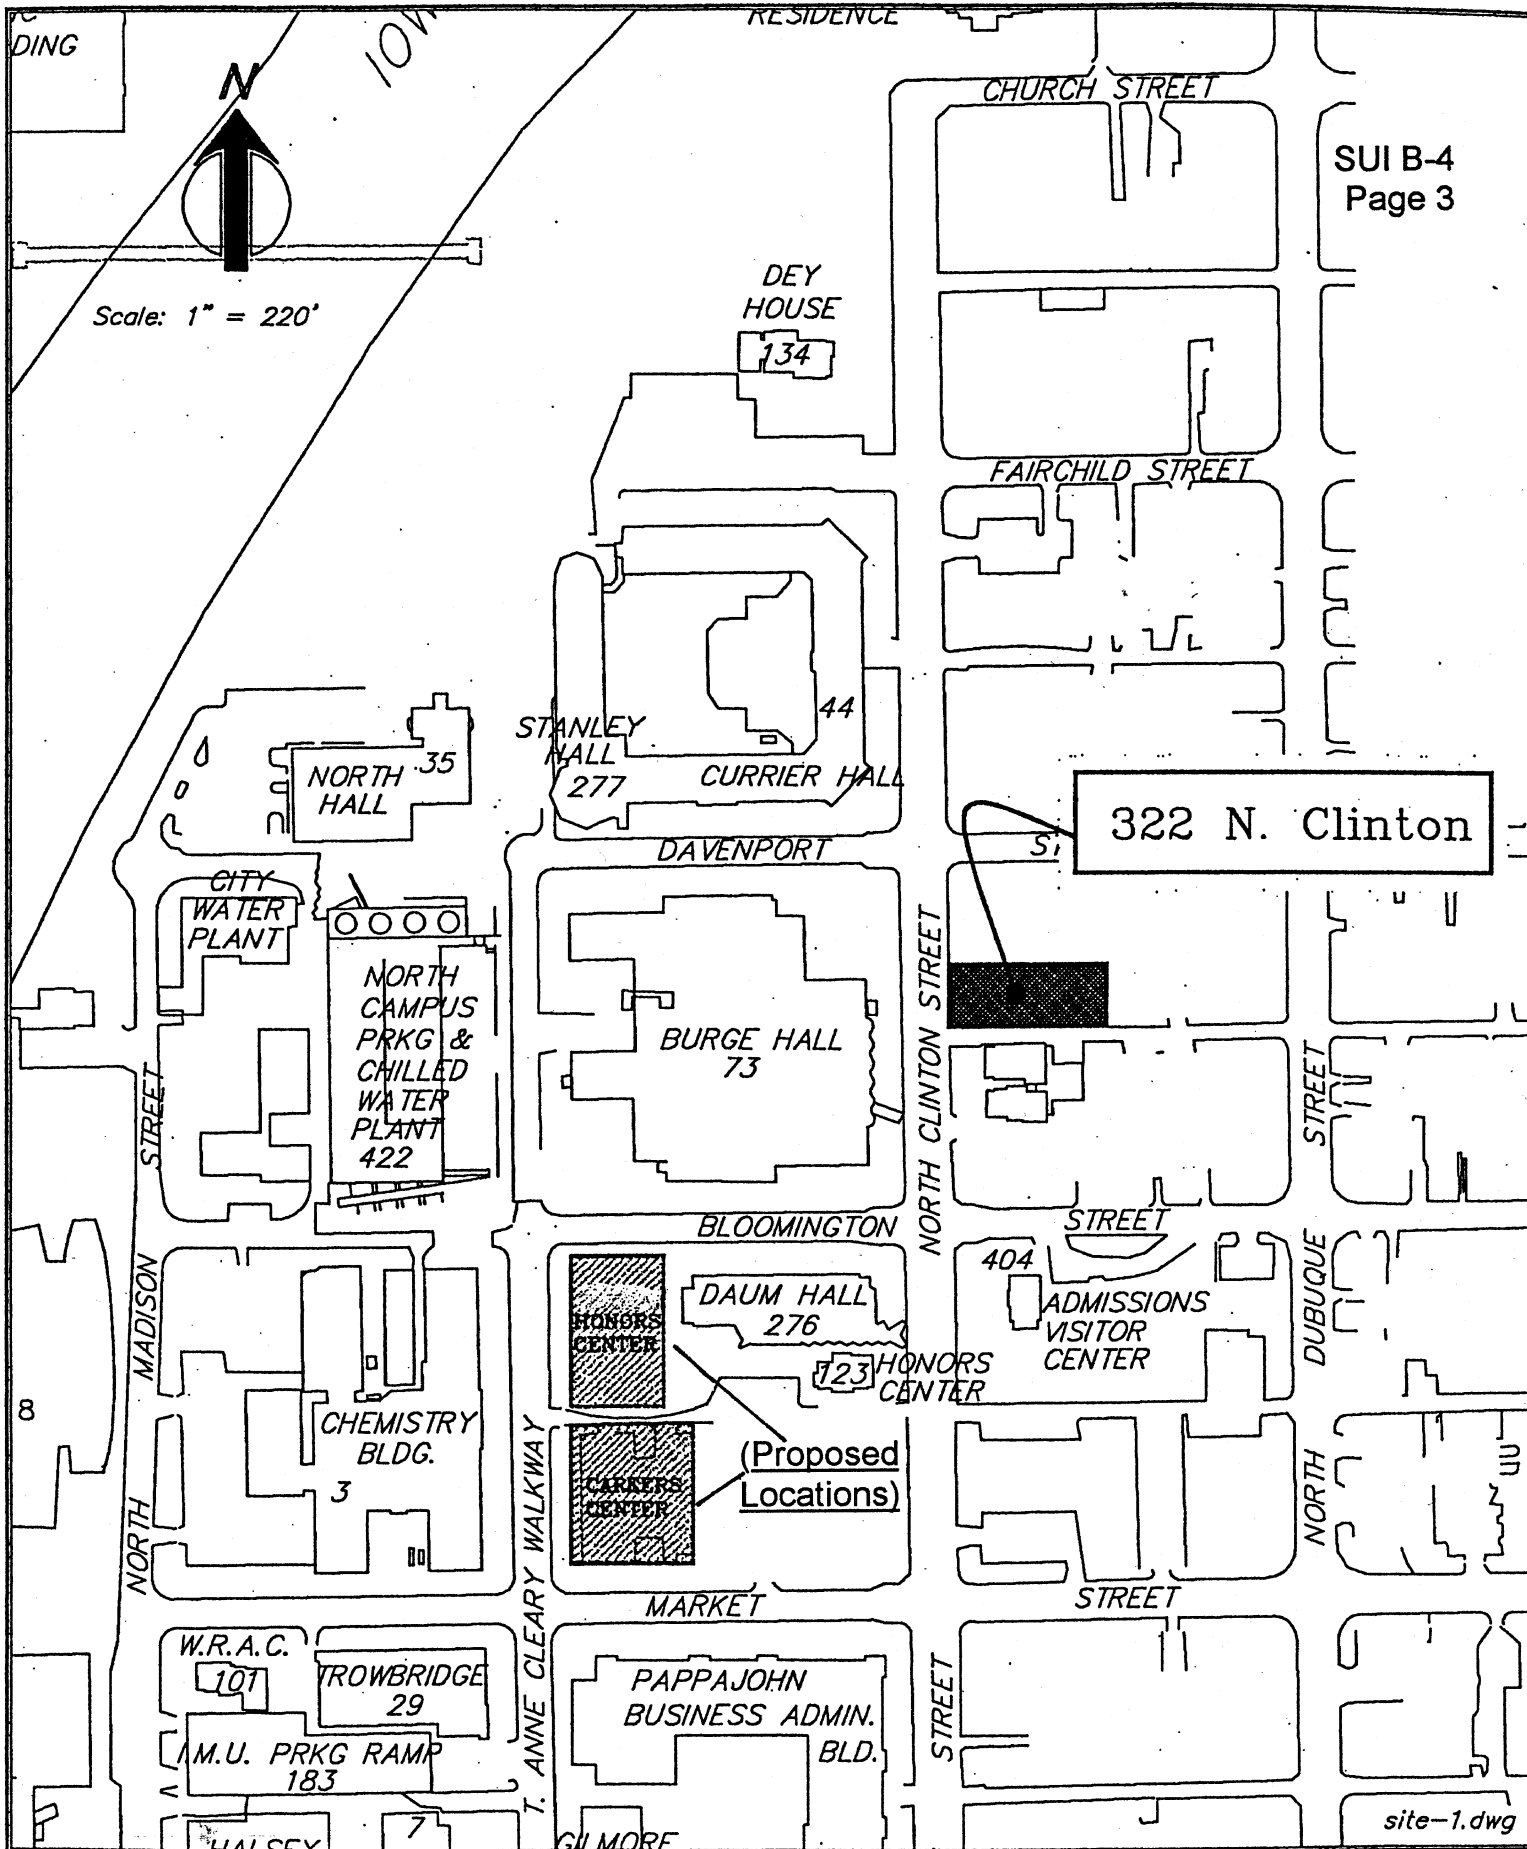 RESIDENCE
DING
N
CHURCH STREET
SUI B-4
Page 3
Scale: 1" = 220'
DEY
HOUSE
134
FAIRCHILD STREET
44
STANLEY
HALL
277
CURRIER HALL
35
NORTH
HALL
322 N. Clinton
DAVENPORT
CITY
WATER
PLANT
NORTH
CAMPUS
PRKG &
CHILLED
WATER
PLANT
422
BURGE HALL
73
NORTH CLINTON STREET
STREET
STREET
BLOOMINGTON
STREET
404
ADMISSIONS
VISITOR
CENTER
DAUM HALL
276
HONORS
CENTER
123 HONORS
CENTER
MADISON
DUBUQUE
8
CHEMISTRY
BLDG.
3
(Proposed
Locations)
CAREERS
CENTER
NORTH
NORTH
T. ANNE CLEARY WALKWAY
MARKET
STREET
W.R.A.C.
101
TROWBRIDGE
29
PAPPAJOHN
BUSINESS ADMIN.
BLD.
STREET
I.M.U. PRKG RAMP
183
7
HALSEY
GILMORE
site-1.dwg